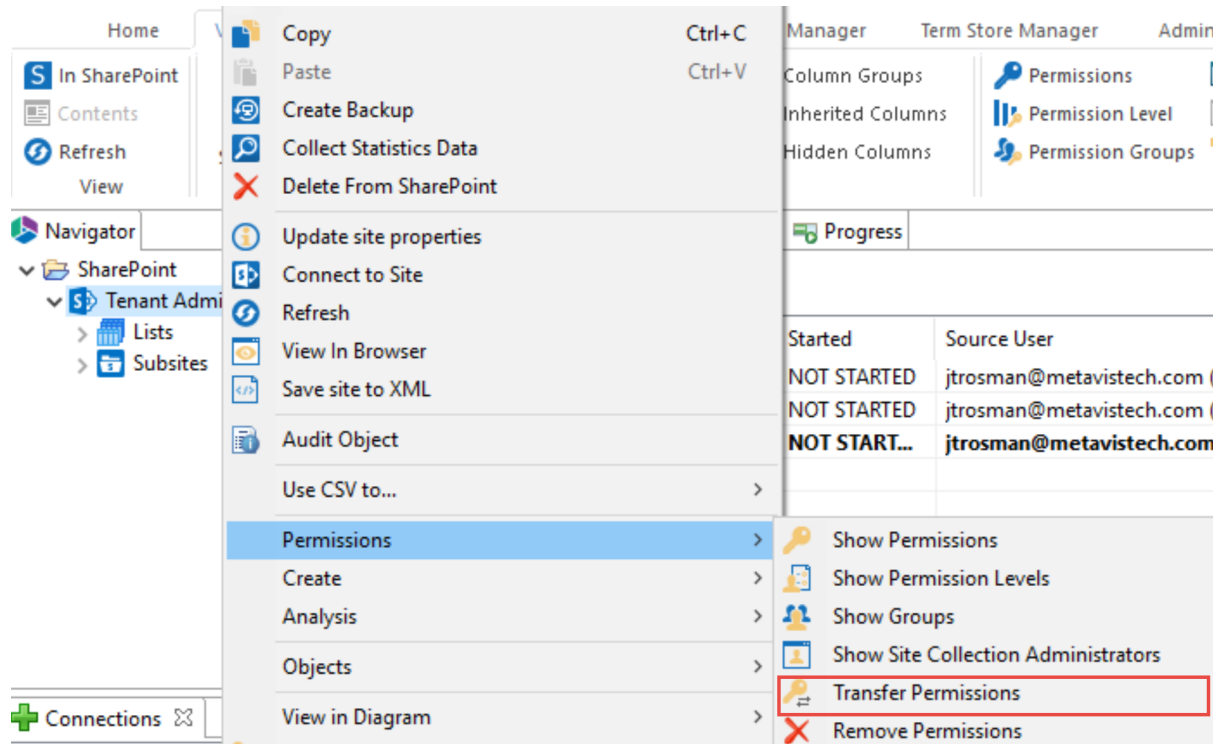 Home
Manager
Term Store Manager
Admin
In SharePoint
Contents
Refresh
View
Column Groups
Inherited Columns
Hidden Columns
Permissions
Permission Level
Permission Groups
Copy Ctrl+C
Paste Ctrl+V
Create Backup
Collect Statistics Data
Delete From SharePoint
Update site properties
Connect to Site
Refresh
View In Browser
Save site to XML
Audit Object
Use CSV to...
Permissions
Create
Analysis
Objects
View in Diagram
Navigator
SharePoint
Tenant Admi
Lists
Subsites
Connections
Progress
Started Source User
NOT STARTED jtrosman@metavistech.com (
NOT STARTED jtrosman@metavistech.com (
NOT START... jtrosman@metavistech.com
Show Permissions
Show Permission Levels
Show Groups
Show Site Collection Administrators
Transfer Permissions
Remove Permissions